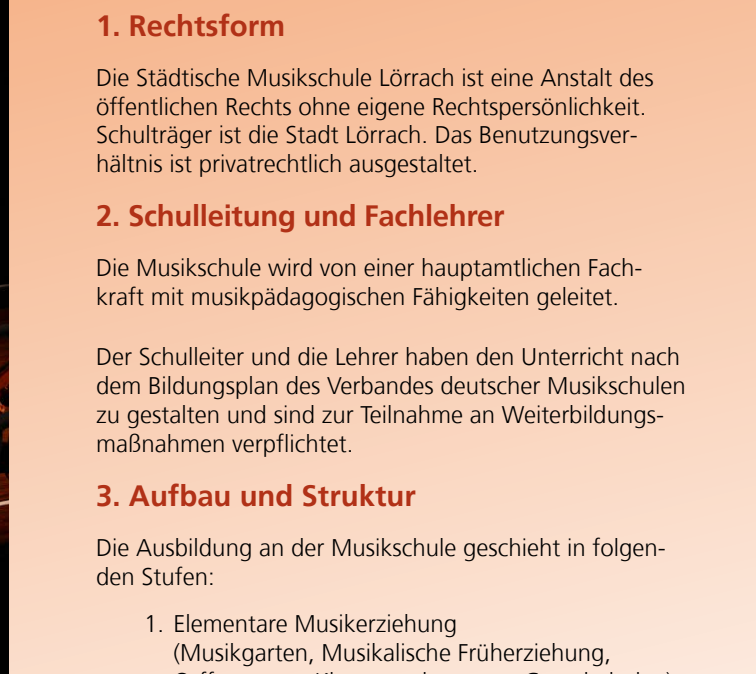 1. Rechtsform
Die Städtische Musikschule Lörrach ist eine Anstalt des
öffentlichen Rechts ohne eigene Rechtspersönlichkeit.
Schulträger ist die Stadt Lörrach. Das Benutzungsver-
hältnis ist privatrechtlich ausgestaltet.
2. Schulleitung und Fachlehrer
Die Musikschule wird von einer hauptamtlichen Fach-
kraft mit musikpädagogischen Fähigkeiten geleitet.
Der Schulleiter und die Lehrer haben den Unterricht nach
dem Bildungsplan des Verbandes deutscher Musikschulen
zu gestalten und sind zur Teilnahme an Weiterbildungs-
maßnahmen verpflichtet.
3. Aufbau und Struktur
Die Ausbildung an der Musikschule geschieht in folgen-
den Stufen:
1. Elementare Musikerziehung
(Musikgarten, Musikalische Früherziehung,